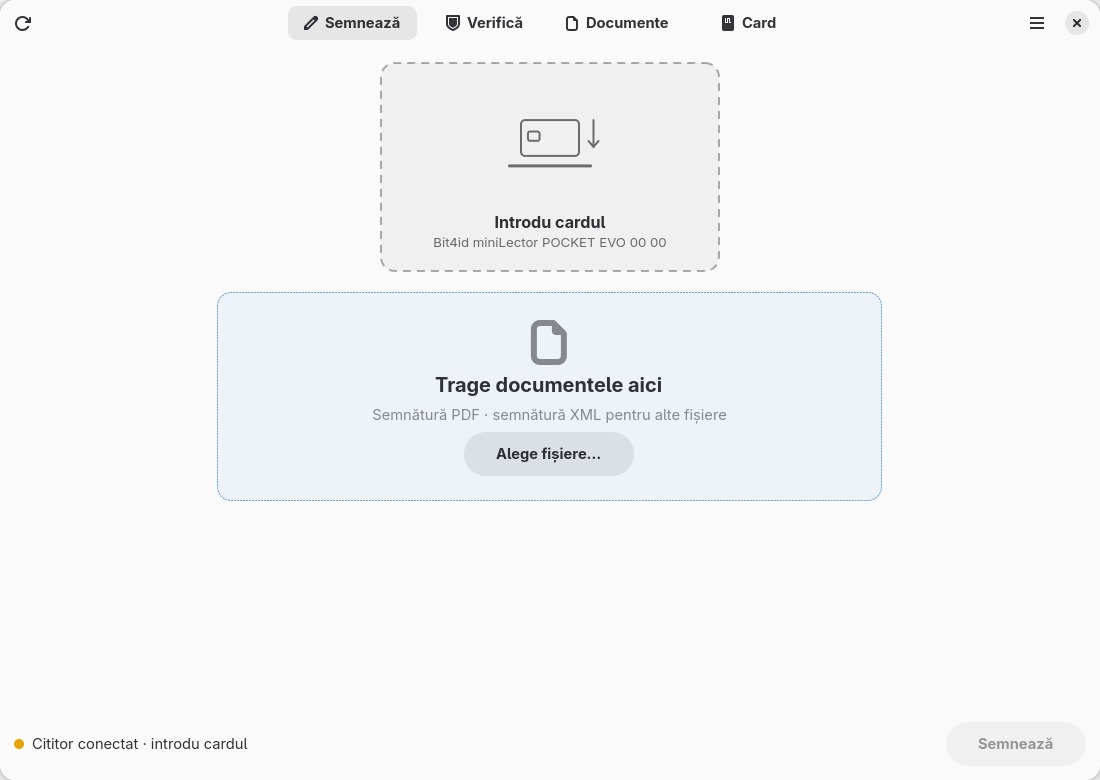 Semnează
Verifică
Documente
Card
Introdu cardul
Bit4id miniLector POCKET EVO 00 00
Trage documentele aici
Semnătură PDF · semnătură XML pentru alte fișiere
Alege fișiere…
Cititor conectat · introdu cardul
Semnează